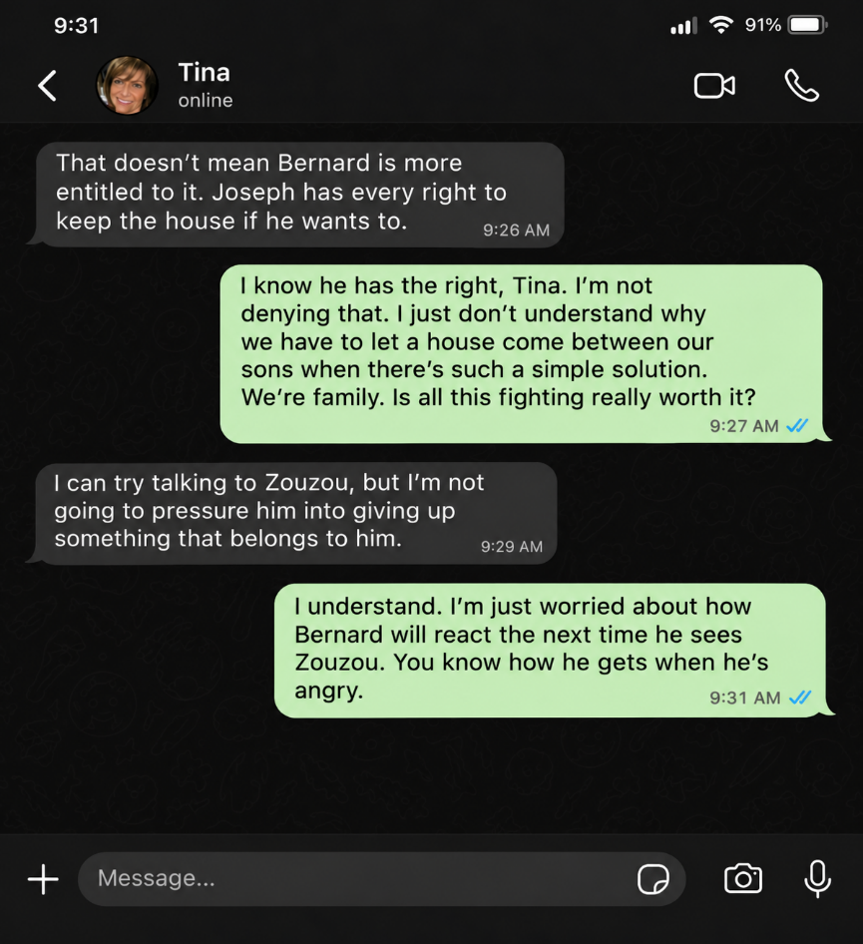 9:31
91%
Tina
online
That doesn’t mean Bernard is more
entitled to it. Joseph has every right to
keep the house if he wants to.
9:26 AM
I know he has the right, Tina. I’m not
denying that. I just don’t understand why
we have to let a house come between our
sons when there’s such a simple solution.
We’re family. Is all this fighting really worth it?
9:27 AM
I can try talking to Zouzou, but I’m not
going to pressure him into giving up
something that belongs to him.
9:29 AM
I understand. I’m just worried about how
Bernard will react the next time he sees
Zouzou. You know how he gets when he’s
angry.
9:31 AM
Message...